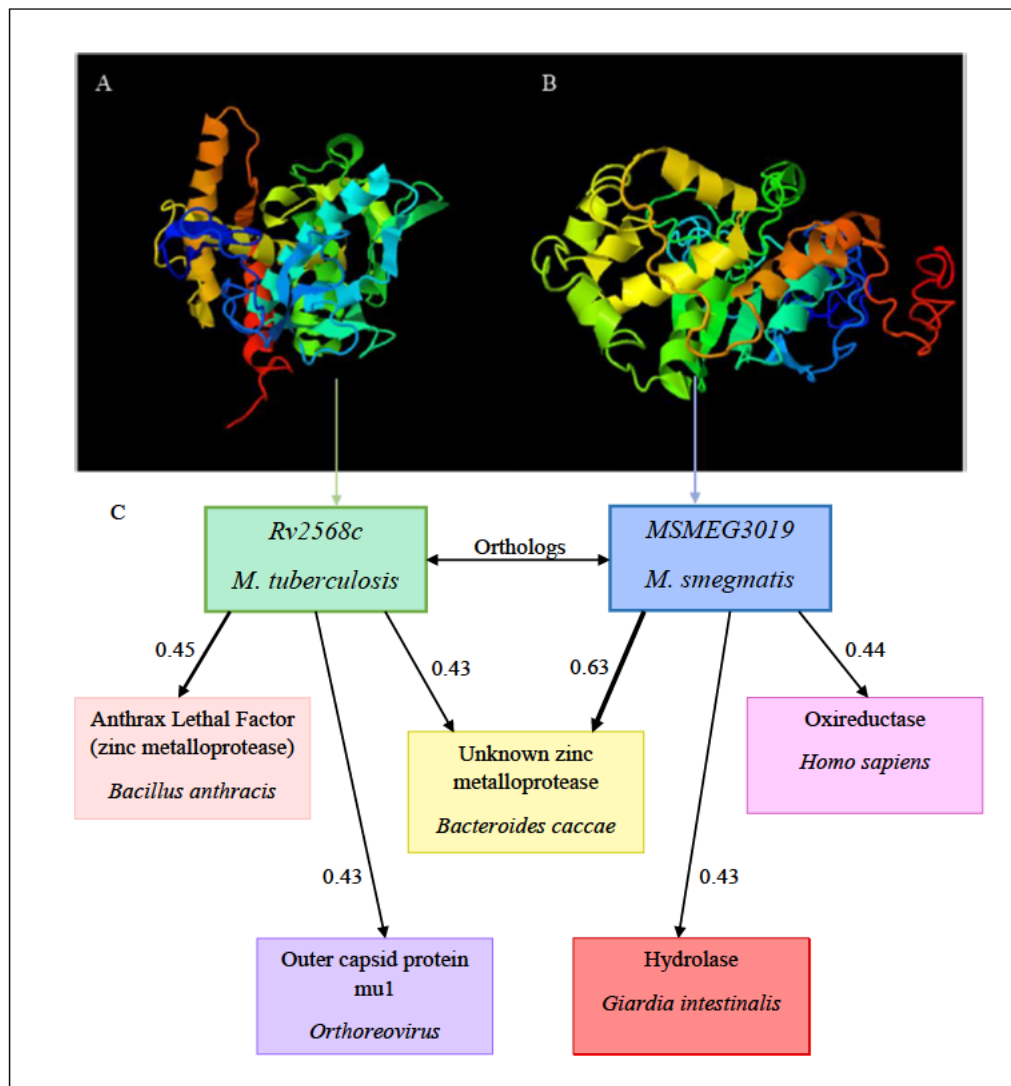 A
B
C
Rv2568c
M. tuberculosis
Orthologs
MSMEG3019
M. smegmatis
0.45
0.43
0.63
0.44
Anthrax Lethal Factor
(zinc metalloprotease)
Bacillus anthracis
Unknown zinc
metalloprotease
Bacteroides caccae
Oxireductase
Homo sapiens
0.43
0.43
Outer capsid protein
mu1
Orthoreovirus
Hydrolase
Giardia intestinalis